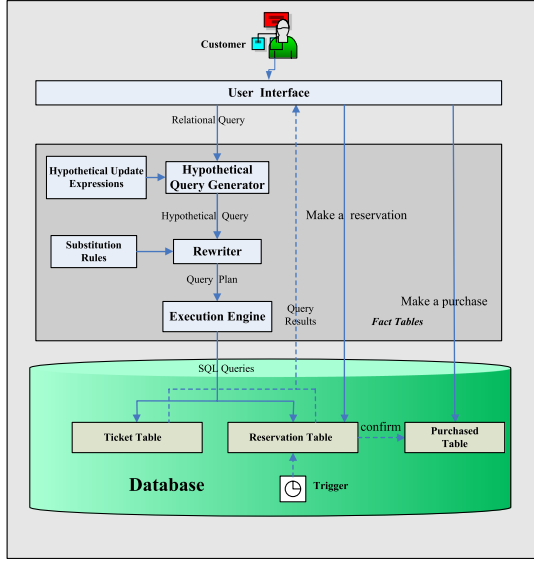 Customer
User Interface
Relational Query
Hypothetical Update
Expressions
Hypothetical
Query Generator
Hypothetical Query
Make a reservation
Substitution
Rules
Rewriter
Query Plan
Make a purchase
Execution Engine
Query
Results
Fact Tables
SQL Queries
Ticket Table
Reservation Table
confirm
Purchased
Table
Database
Trigger